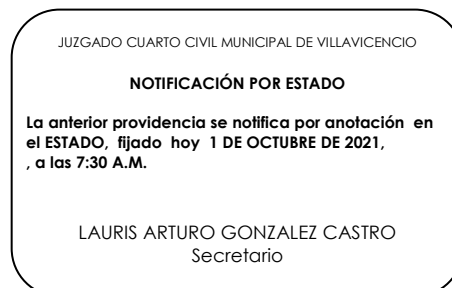 JUZGADO CUARTO CIVIL MUNICIPAL DE VILLAVICENCIO
NOTIFICACIÓN POR ESTADO
La anterior providencia se notifica por anotación en
el ESTADO, fijado hoy 1 DE OCTUBRE DE 2021,
, a las 7:30 A.M.
LAURIS ARTURO GONZALEZ CASTRO
Secretario